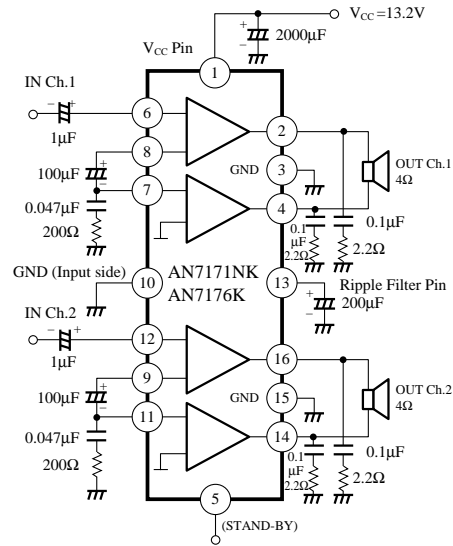 V_CC =13.2V
2000µF
V_CC Pin
1
IN Ch.1
1µF
6
2
8
GND
3
OUT Ch.1
4Ω
100µF
7
4
0.047µF
200Ω
0.1
µF
2.2Ω
0.1µF
2.2Ω
GND (Input side)
10
AN7171NK
AN7176K
13
Ripple Filter Pin
200µF
IN Ch.2
1µF
12
16
9
GND
15
OUT Ch.2
4Ω
100µF
11
14
0.047µF
200Ω
0.1
µF
2.2Ω
0.1µF
2.2Ω
5
(STAND-BY)